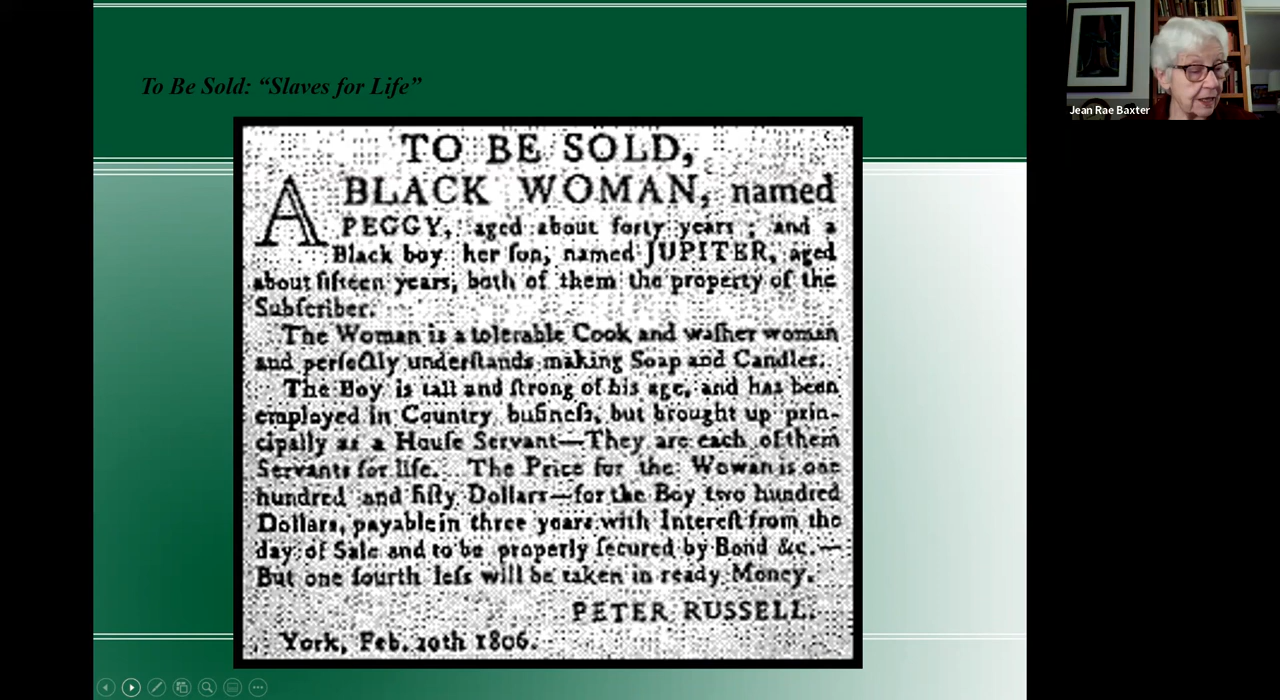 To Be Sold: “Slaves for Life”
Jean Rae Baxter
TO BE SOLD,
A BLACK WOMAN, named
PEGGY, aged about forty years ; and a
Black boy her ſon, named JUPITER, aged
about fifteen years, both of them the property of the
Subſcriber.
The Woman is a tolerable Cook and waſher woman
and perfectly underſtands making Soap and Candles.
The Boy is tall and ſtrong of his age, and has been
employed in Country buſineſs, but brought up prin-
cipally as a Houſe Servant—They are each of them
Servants for life. The Price for the Wowan is one
hundred and fifty Dollars—for the Boy two hundred
Dollars, payable in three years with Intereſt from the
day of Sale and to be properly ſecured by Bond &c.—
But one fourth leſs will be taken in ready Money.
PETER RUSSELL.
York, Feb. 10th 1806.